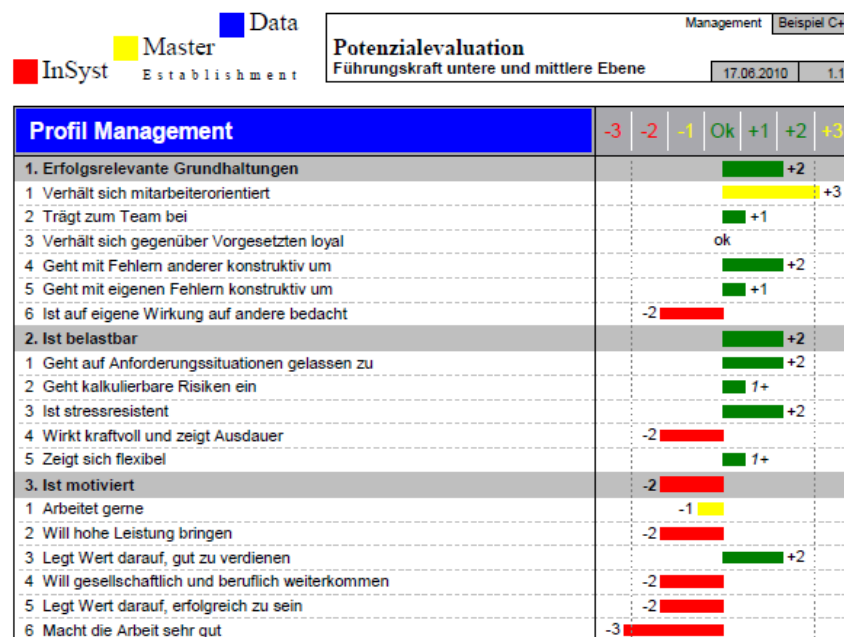 Data
Master
InSyst Establishment
Management Beispiel C+
Potenzialevaluation
Führungskraft untere und mittlere Ebene
17.06.2010 1.1
Profil Management -3 -2 -1 Ok +1 +2 +3
1. Erfolgsrelevante Grundhaltungen +2
1 Verhält sich mitarbeiterorientiert +3
2 Trägt zum Team bei +1
3 Verhält sich gegenüber Vorgesetzten loyal ok
4 Geht mit Fehlern anderer konstruktiv um +2
5 Geht mit eigenen Fehlern konstruktiv um +1
6 Ist auf eigene Wirkung auf andere bedacht -2
2. Ist belastbar +2
1 Geht auf Anforderungssituationen gelassen zu +2
2 Geht kalkulierbare Risiken ein 1+
3 Ist stressresistent +2
4 Wirkt kraftvoll und zeigt Ausdauer -2
5 Zeigt sich flexibel 1+
3. Ist motiviert -2
1 Arbeitet gerne -1
2 Will hohe Leistung bringen -2
3 Legt Wert darauf, gut zu verdienen +2
4 Will gesellschaftlich und beruflich weiterkommen -2
5 Legt Wert darauf, erfolgreich zu sein -2
6 Macht die Arbeit sehr gut -3